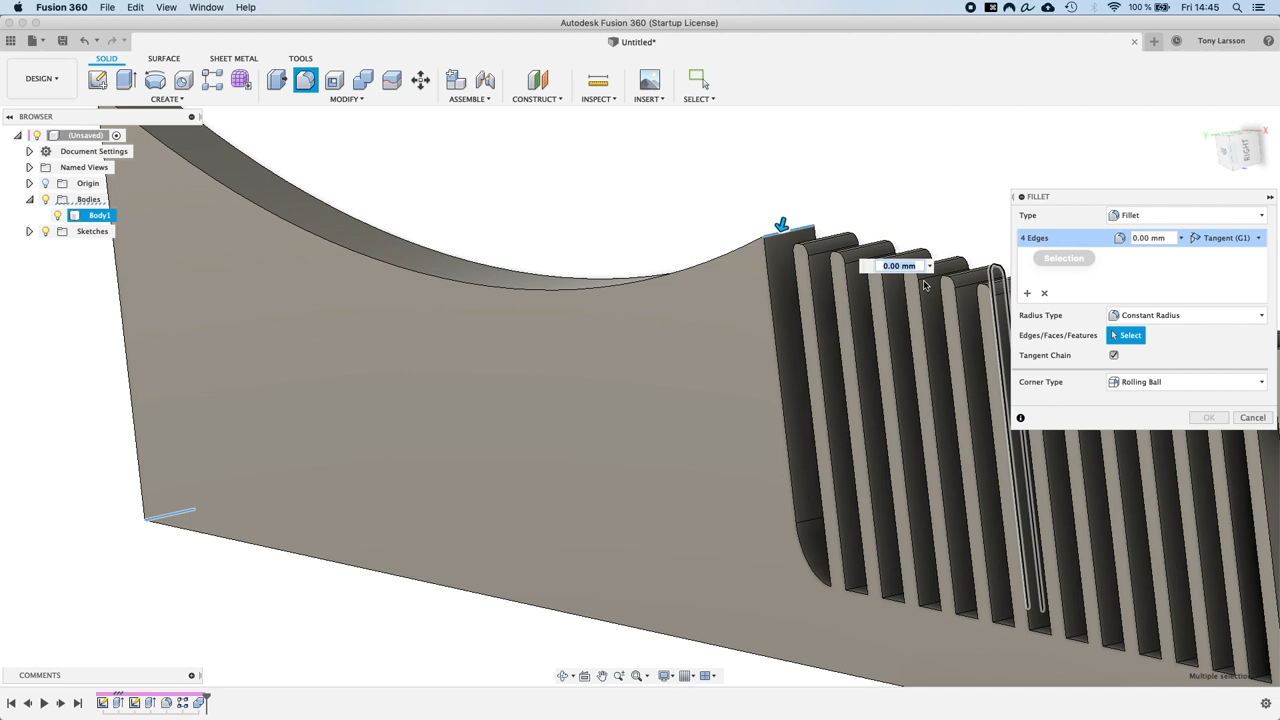 Fusion 360 File Edit View Window Help 100 % Fri 14:45
Autodesk Fusion 360 (Startup License)
Untitled* Tony Larsson
SOLID SURFACE SHEET METAL TOOLS
DESIGN
CREATE MODIFY ASSEMBLE CONSTRUCT INSPECT INSERT SELECT
BROWSER
(Unsaved)
Document Settings
Named Views
Origin
Bodies
Body1
Sketches
RIGHT
X
Y
FILLET
Type Fillet
4 Edges 0.00 mm Tangent (G1)
Selection
Radius Type Constant Radius
Edges/Faces/Features Select
Tangent Chain
Corner Type Rolling Ball
OK Cancel
0.00 mm
Multiple selectio
COMMENTS